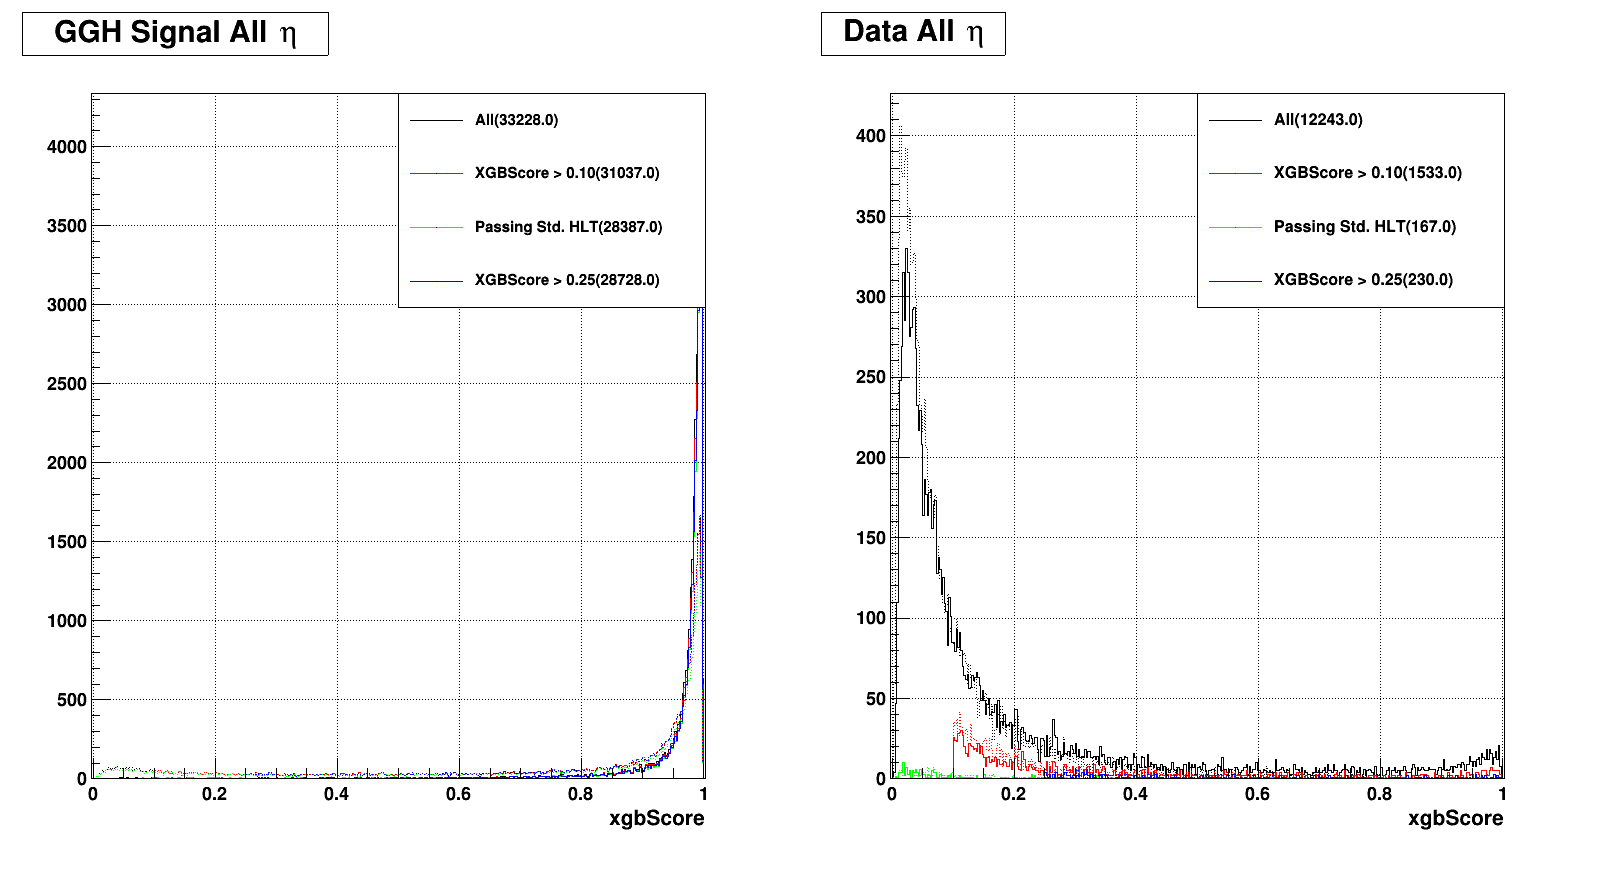 GGH Signal All η
All(33228.0)
XGBScore > 0.10(31037.0)
Passing Std. HLT(28387.0)
XGBScore > 0.25(28728.0)
4000
3500
3000
2500
2000
1500
1000
500
0
0 0.2 0.4 0.6 0.8 1
xgbScore
Data All η
All(12243.0)
XGBScore > 0.10(1533.0)
Passing Std. HLT(167.0)
XGBScore > 0.25(230.0)
400
350
300
250
200
150
100
50
0
0 0.2 0.4 0.6 0.8 1
xgbScore